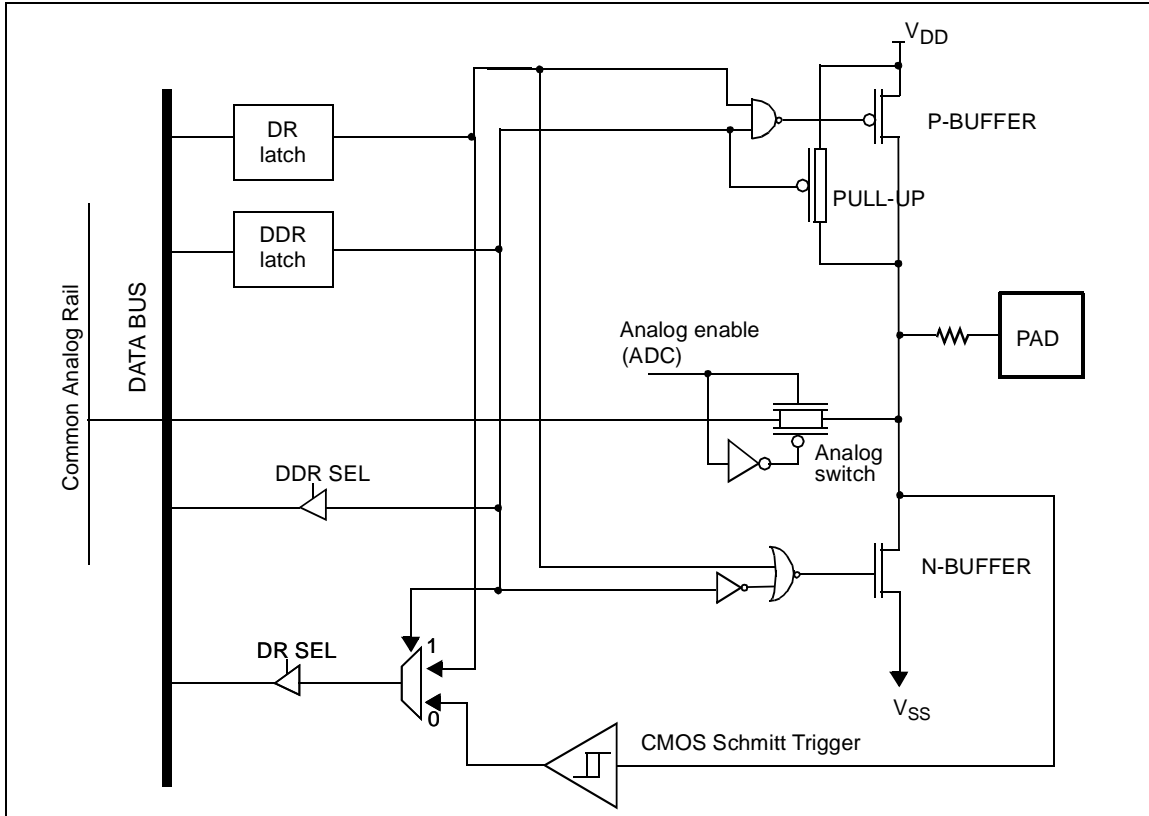 VDD
DR
latch
P-BUFFER
PULL-UP
DDR
latch
Common Analog Rail
DATA BUS
Analog enable
(ADC)
PAD
Analog
switch
DDR SEL
N-BUFFER
1
DR SEL
0
VSS
CMOS Schmitt Trigger